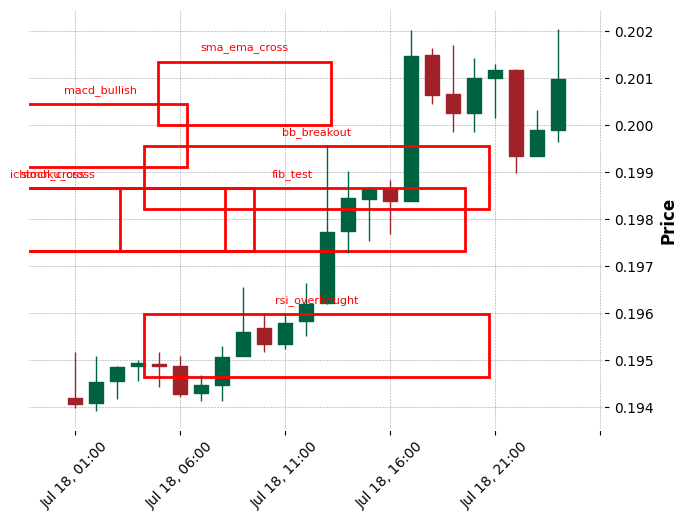 sma_ema_cross
macd_bullish
bb_breakout
stoch_cross
fib_test
rsi_overbought
0.202
0.201
0.200
0.199
0.198
0.197
0.196
0.195
0.194
Price
Jul 18, 01:00
Jul 18, 06:00
Jul 18, 11:00
Jul 18, 16:00
Jul 18, 21:00